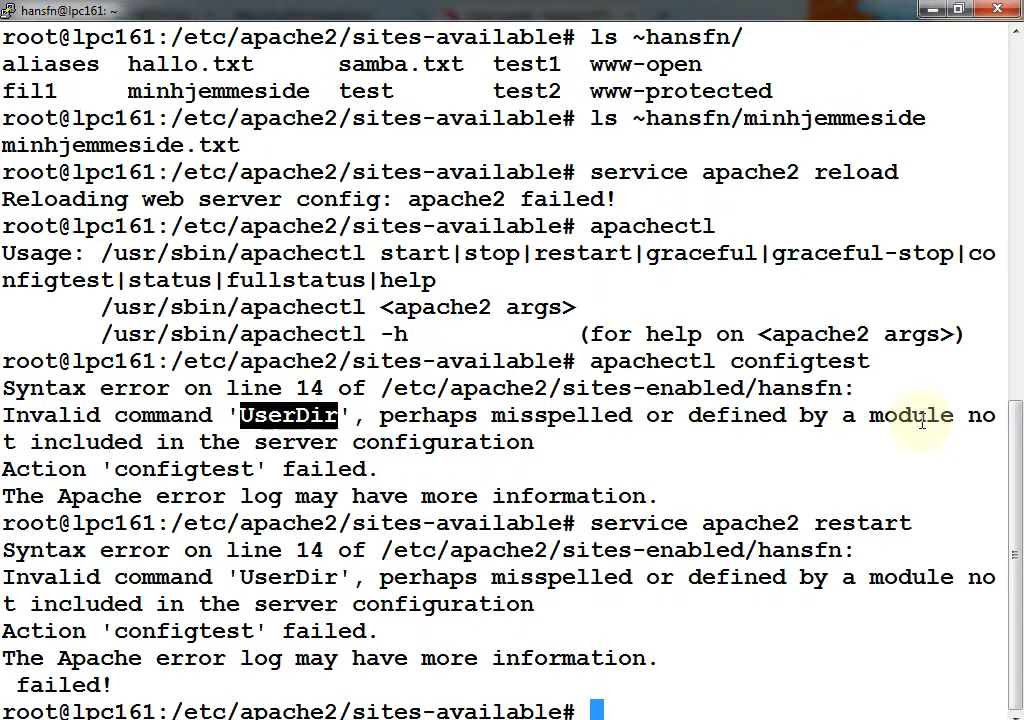 hansfn@lpc161: ~
root@lpc161:/etc/apache2/sites-available# ls ~hansfn/
aliases  hallo.txt      samba.txt  test1  www-open
fil1     minhjemmeside  test       test2  www-protected
root@lpc161:/etc/apache2/sites-available# ls ~hansfn/minhjemmeside
minhjemmeside.txt
root@lpc161:/etc/apache2/sites-available# service apache2 reload
Reloading web server config: apache2 failed!
root@lpc161:/etc/apache2/sites-available# apachectl
Usage: /usr/sbin/apachectl start|stop|restart|graceful|graceful-stop|co
nfigtest|status|fullstatus|help
       /usr/sbin/apachectl <apache2 args>
       /usr/sbin/apachectl -h            (for help on <apache2 args>)
root@lpc161:/etc/apache2/sites-available# apachectl configtest
Syntax error on line 14 of /etc/apache2/sites-enabled/hansfn:
Invalid command 'UserDir', perhaps misspelled or defined by a module no
t included in the server configuration
Action 'configtest' failed.
The Apache error log may have more information.
root@lpc161:/etc/apache2/sites-available# service apache2 restart
Syntax error on line 14 of /etc/apache2/sites-enabled/hansfn:
Invalid command 'UserDir', perhaps misspelled or defined by a module no
t included in the server configuration
Action 'configtest' failed.
The Apache error log may have more information.
 failed!
root@lpc161:/etc/apache2/sites-available#